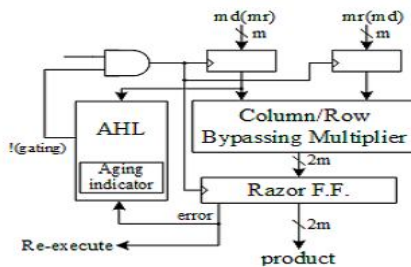 md(mr)
m
mr(md)
m
AHL
Aging
indicator
!(gating)
Column/Row
Bypassing Multiplier
2m
Razor F.F.
error
2m
Re-execute
product